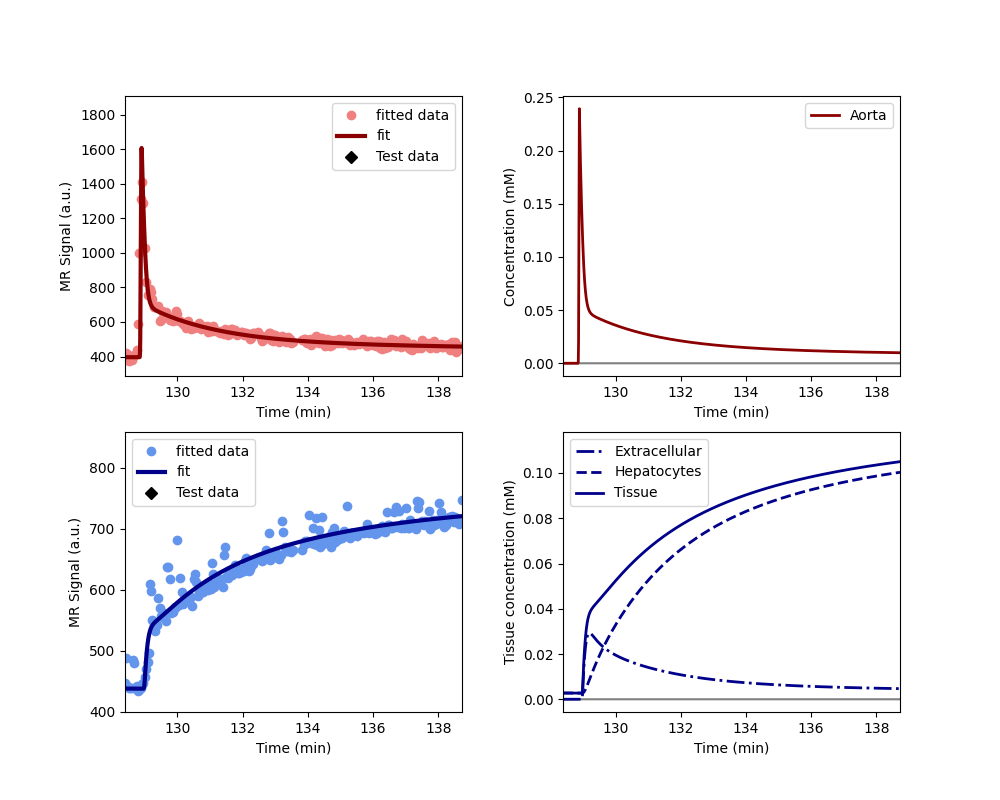 1800
1600
1400
1200
1000
800
600
400
130
132
134
136
138
MR Signal (a.u.)
Time (min)
fitted data
fit
Test data
0.25
0.20
0.15
0.10
0.05
0.00
130
132
134
136
138
Concentration (mM)
Time (min)
Aorta
800
700
600
500
400
130
132
134
136
138
MR Signal (a.u.)
Time (min)
fitted data
fit
Test data
0.10
0.08
0.06
0.04
0.02
0.00
130
132
134
136
138
Tissue concentration (mM)
Time (min)
Extracellular
Hepatocytes
Tissue